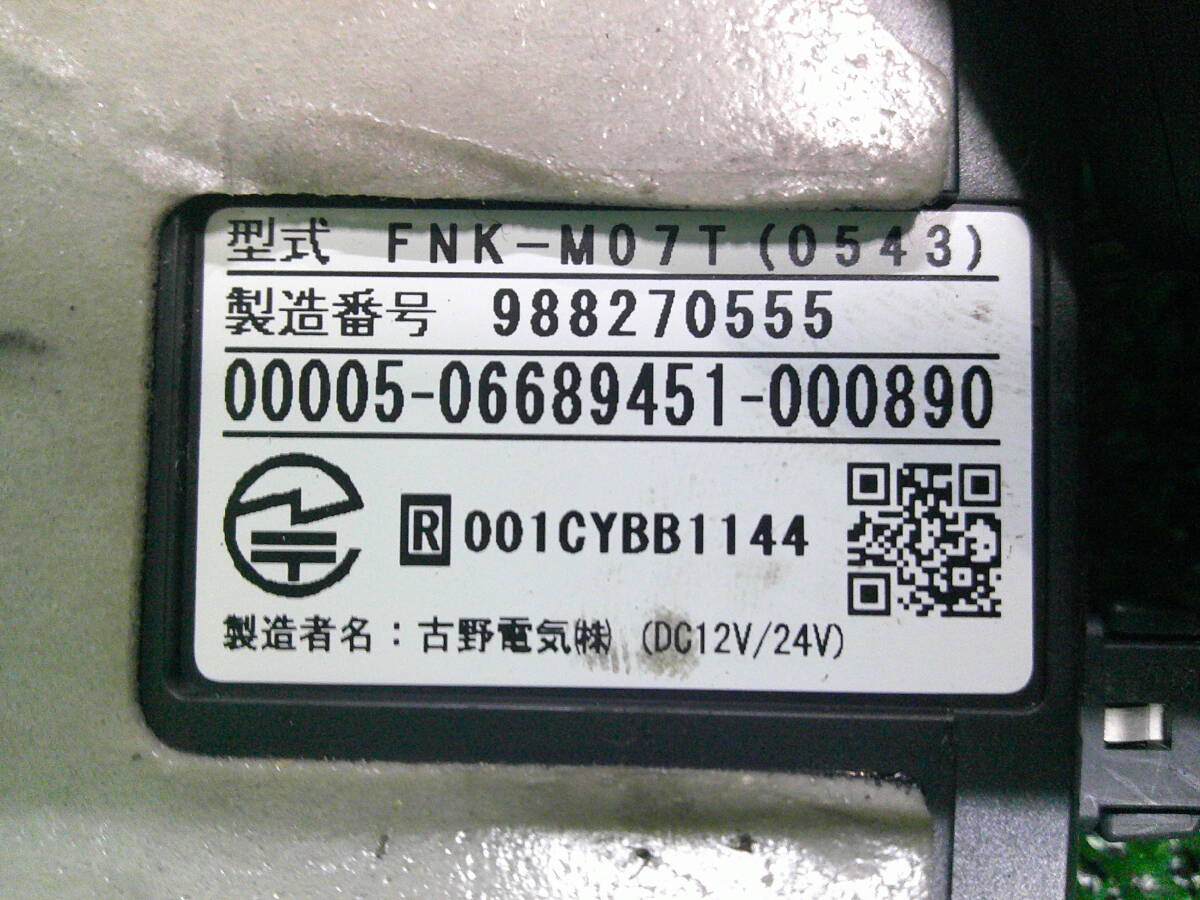 型式 FNK-M07T(0543)
製造番号 988270555
00005-06689451-000890
R 001CYBB1144
製造者名：古野電気㈱ (DC12V/24V)